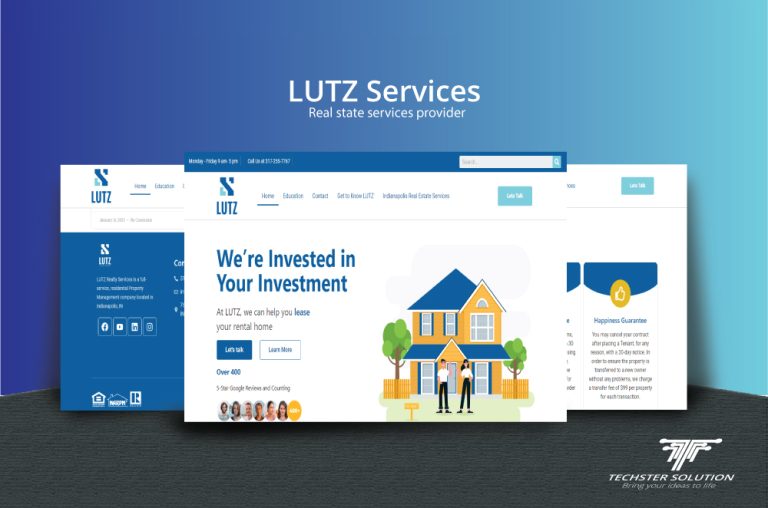 LUTZ Services
Real state services provider
LUTZ
Home Education
January 11, 2023 • No Comments
LUTZ
LUTZ Realty Services is a full-
service, residential Property
Management company located in
Indianapolis, IN
Con
Monday - Friday 9 am- 5 pm Call Us at 317-255-7767
Search...
LUTZ
Home Education Contact Get to Know LUTZ Indianapolis Real Estate Services
Lets Talk
We're Invested in
Your Investment
At LUTZ, we can help you lease
your rental home
Let's talk
Learn More
Over 400
5-Star Google Reviews and Counting
400+
Lets Talk
Happiness Guarantee
You may cancel your contract
after placing a Tenant, for any
reason, with a 30-day notice. In
order to ensure the property is
transferred to a new owner
without any problems, we charge
a transfer fee of $99 per property
for each transaction.
TECHSTER SOLUTION
Bring your ideas to life